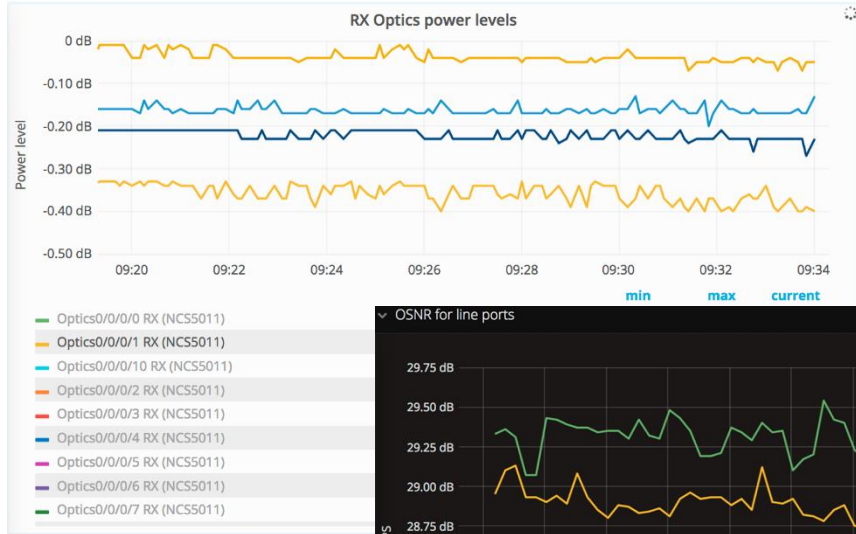 RX Optics power levels
0 dB
-0.10 dB
-0.20 dB
-0.30 dB
-0.40 dB
-0.50 dB
Power level
09:20 09:22 09:24 09:26 09:28 09:30 09:32 09:34
min max current
Optics0/0/0/0 RX (NCS5011)
Optics0/0/0/1 RX (NCS5011)
Optics0/0/0/10 RX (NCS5011)
Optics0/0/0/2 RX (NCS5011)
Optics0/0/0/3 RX (NCS5011)
Optics0/0/0/4 RX (NCS5011)
Optics0/0/0/5 RX (NCS5011)
Optics0/0/0/6 RX (NCS5011)
Optics0/0/0/7 RX (NCS5011)
OSNR for line ports
29.75 dB
29.50 dB
29.25 dB
29.00 dB
28.75 dB